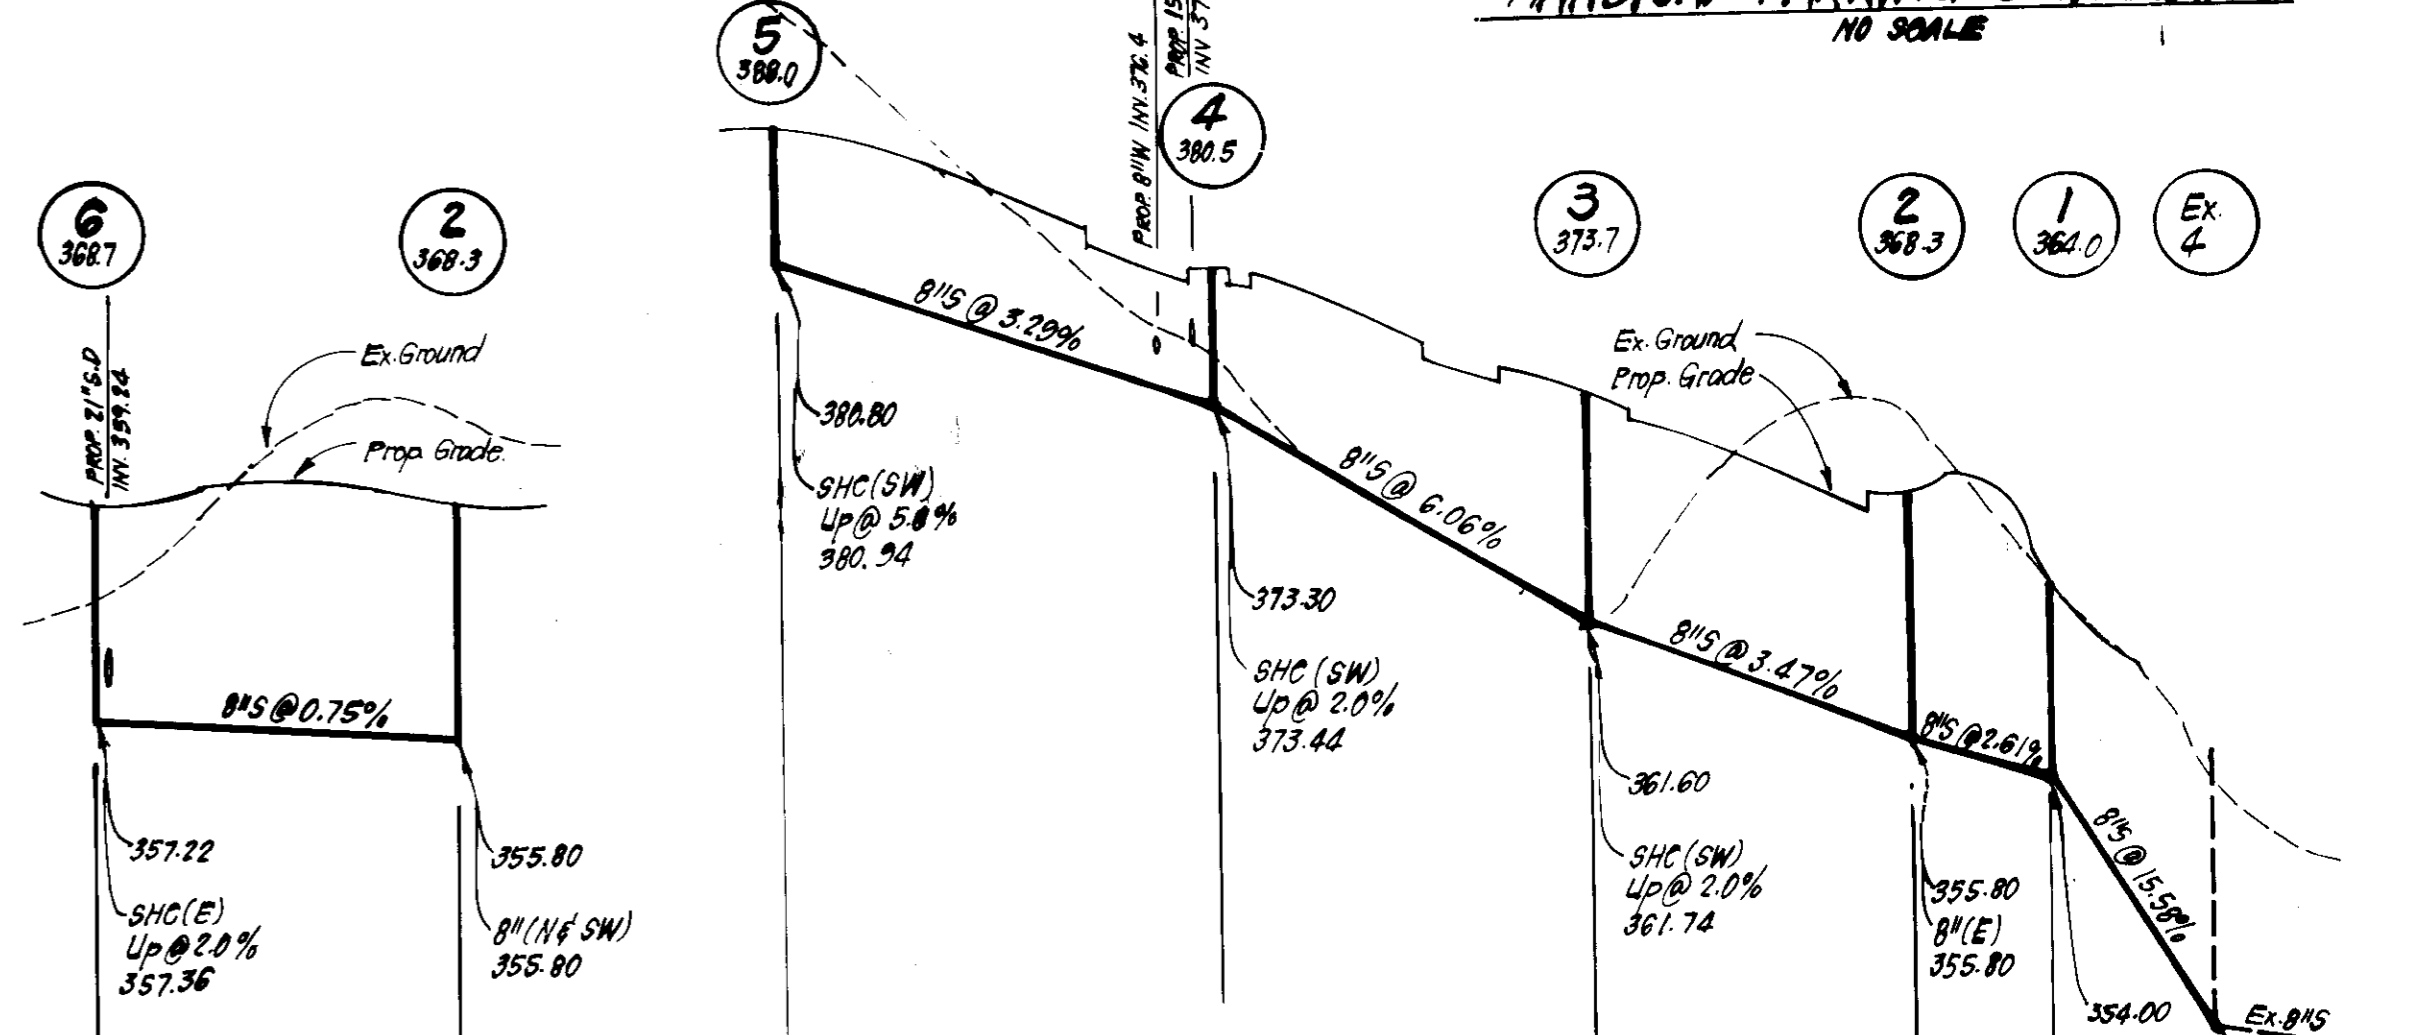 NO SCALE
5
388.0
PROP. 8"W INV. 376.4
4
380.5
6
368.7
2
368.3
3
373.7
2
368.3
1
364.0
Ex.
4
PROP. 21" S.D
INV. 359.24
Ex. Ground
Prop. Grade.
8"S @ 0.75%
357.22
SHC (E)
Up @ 2.0%
357.36
355.80
8" (N & SW)
355.80
8"S @ 3.29%
380.80
SHC (SW)
Up @ 5.0%
380.94
8"S @ 6.06%
373.30
SHC (SW)
Up @ 2.0%
373.44
Ex. Ground
Prop. Grade
8"S @ 3.47%
361.60
SHC (SW)
Up @ 2.0%
361.74
8"S @ 2.61%
355.80
8" (E)
355.80
8"S @ 15.58%
354.00
Ex. 8"S